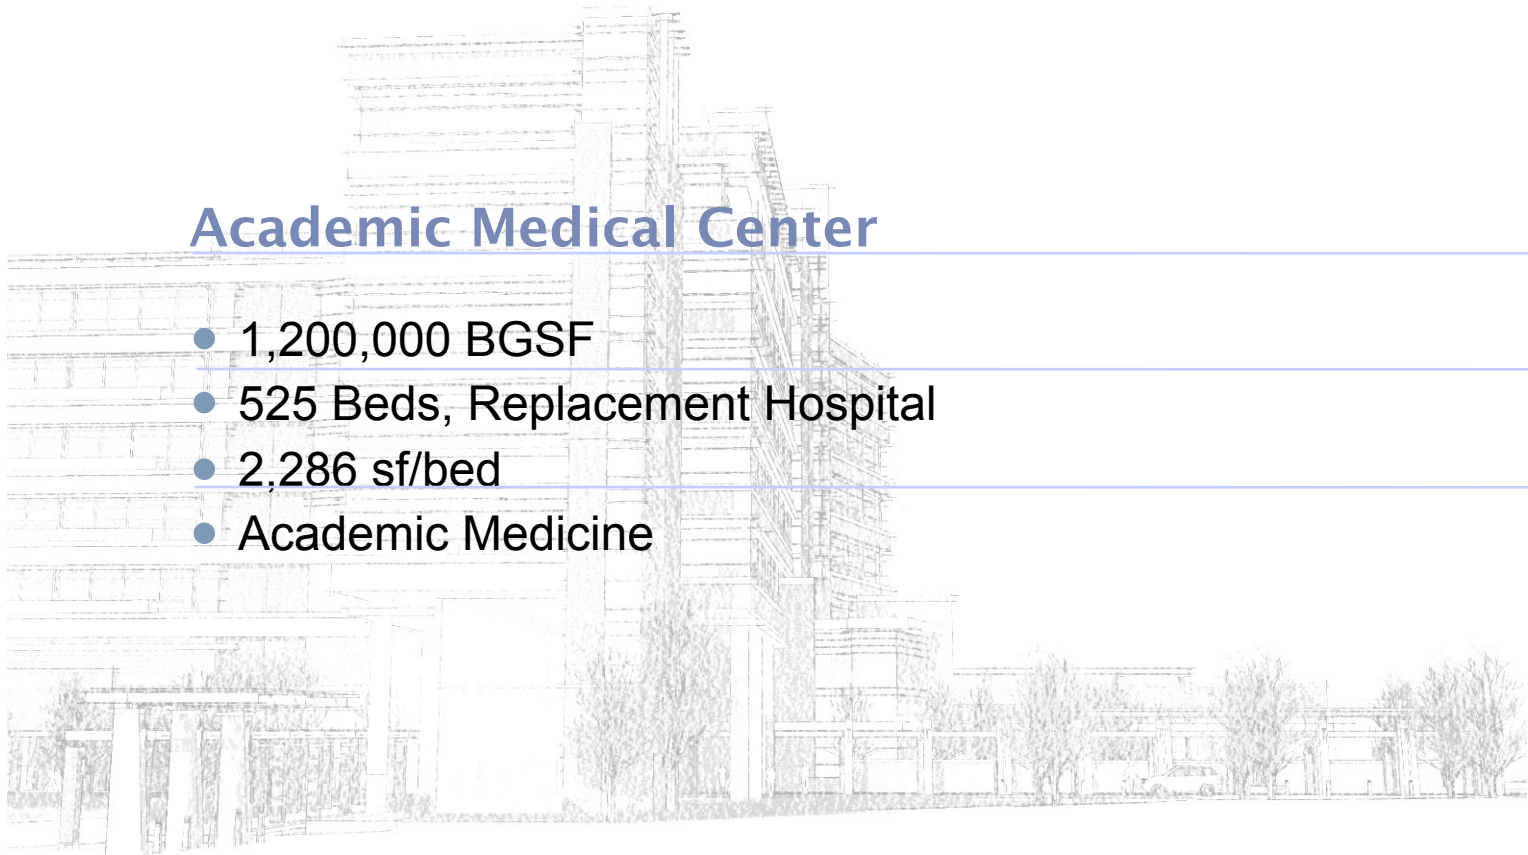 Academic Medical Center
● 1,200,000 BGSF
● 525 Beds, Replacement Hospital
● 2,286 sf/bed
● Academic Medicine